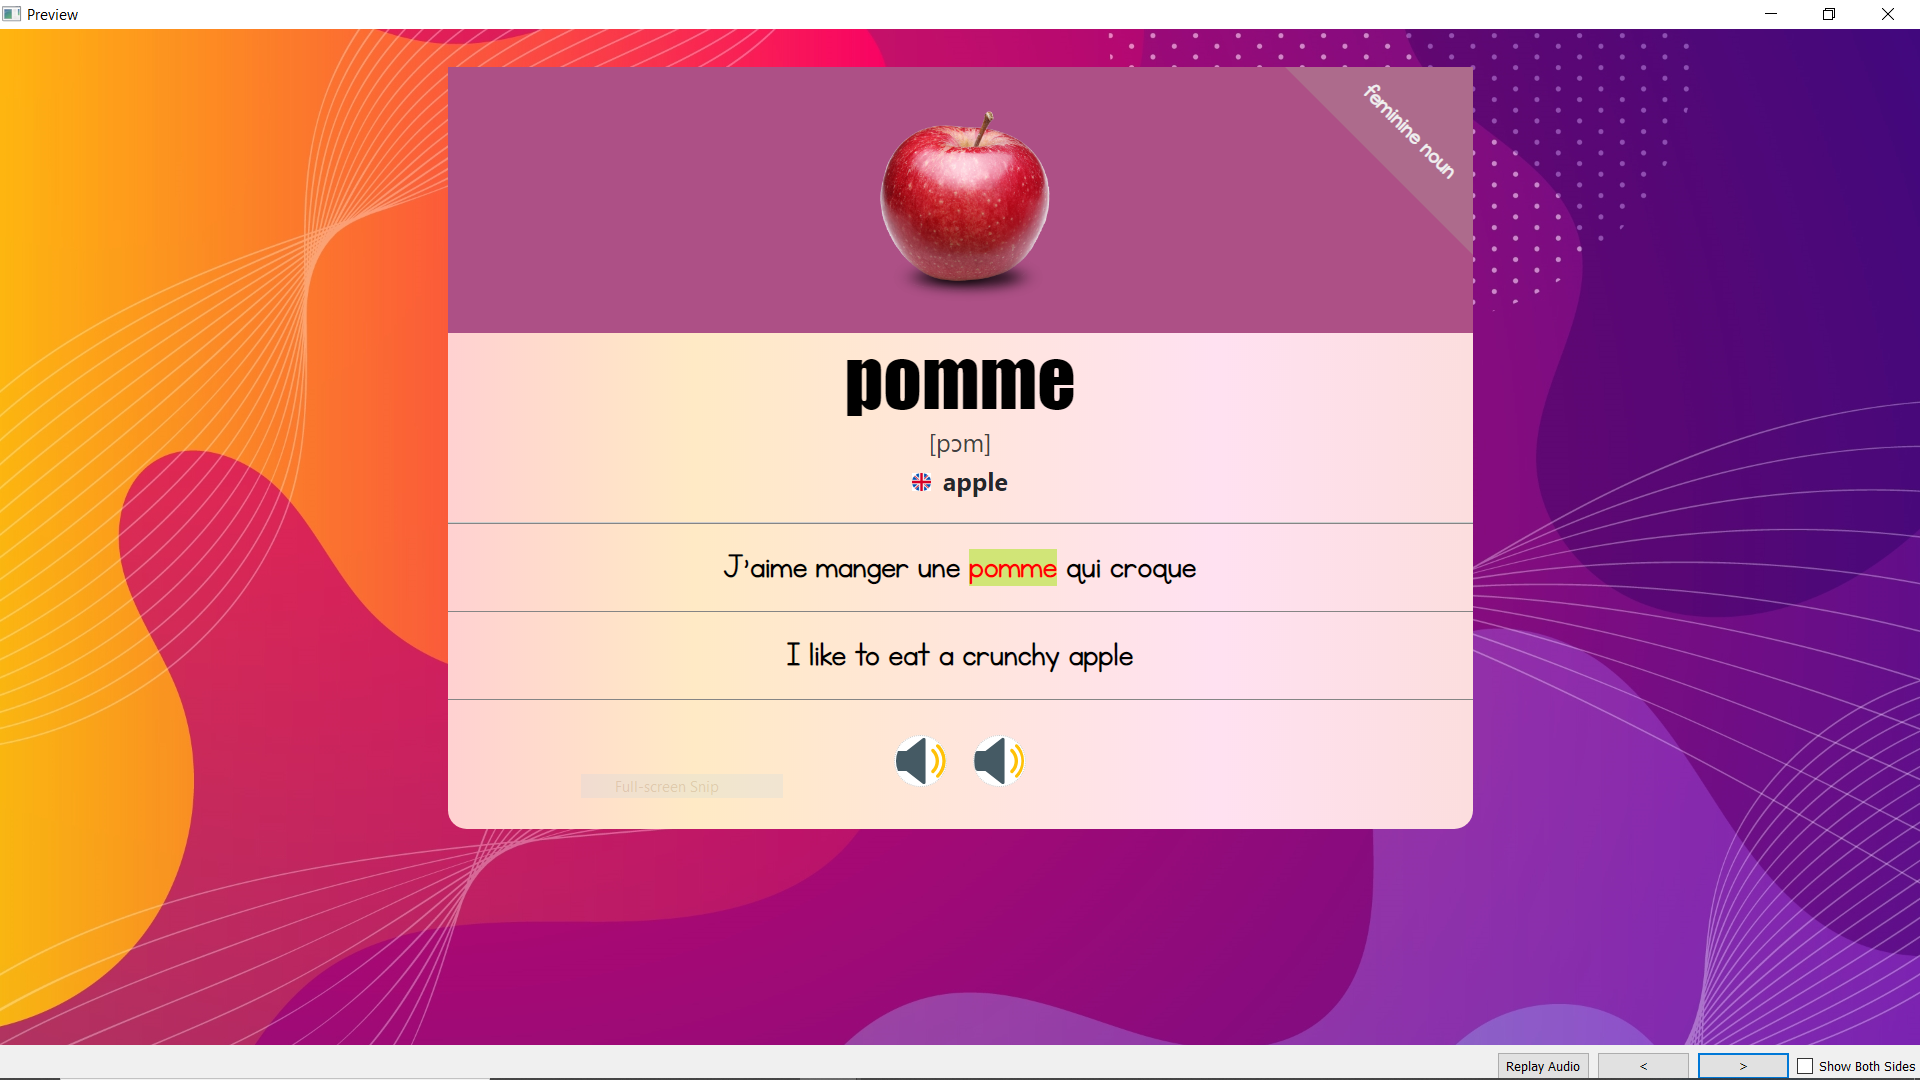 Preview
feminine noun
pomme
[pɔm]
apple
J'aime manger une pomme qui croque
I like to eat a crunchy apple
Full-screen Snip
Replay Audio
<
>
Show Both Sides